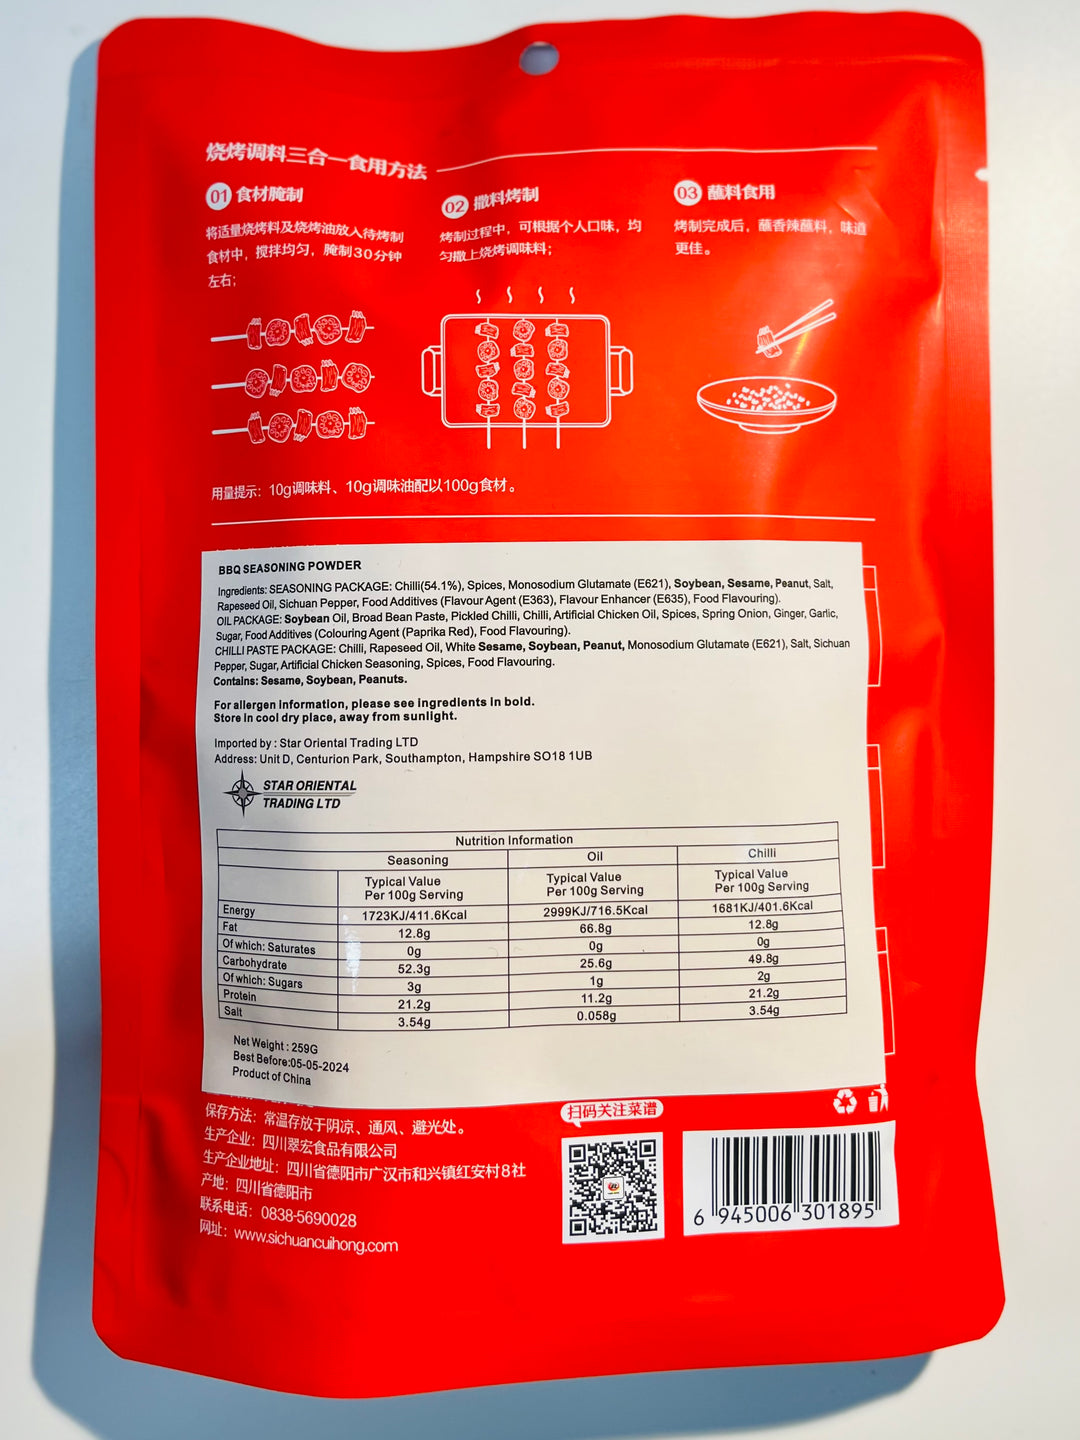 烧烤调料三合一食用方法
01 食材腌制
将适量烧烤料及烧烤油放入待烤制
食材中，搅拌均匀，腌制30分钟
左右；
02 撒料烤制
烤制过程中，可根据个人口味，均
匀撒上烧烤调味料；
03 蘸料食用
烤制完成后，蘸香辣蘸料，味道
更佳。
用量提示：10g调味料、10g调味油配以100g食材。
BBQ SEASONING POWDER
Ingredients: SEASONING PACKAGE: Chilli(54.1%), Spices, Monosodium Glutamate (E621), Soybean, Sesame, Peanut, Salt,
Rapeseed Oil, Sichuan Pepper, Food Additives (Flavour Agent (E363), Flavour Enhancer (E635), Food Flavouring).
OIL PACKAGE: Soybean Oil, Broad Bean Paste, Pickled Chilli, Chilli, Artificial Chicken Oil, Spices, Spring Onion, Ginger, Garlic,
Sugar, Food Additives (Colouring Agent (Paprika Red), Food Flavouring).
CHILLI PASTE PACKAGE: Chilli, Rapeseed Oil, White Sesame, Soybean, Peanut, Monosodium Glutamate (E621), Salt, Sichuan
Pepper, Sugar, Artificial Chicken Seasoning, Spices, Food Flavouring.
Contains: Sesame, Soybean, Peanuts.
For allergen information, please see ingredients in bold.
Store in cool dry place, away from sunlight.
Imported by : Star Oriental Trading LTD
Address: Unit D, Centurion Park, Southampton, Hampshire SO18 1UB
STAR ORIENTAL
TRADING LTD
Nutrition Information
Seasoning Oil Chilli
Typical Value Typical Value Typical Value
Per 100g Serving Per 100g Serving Per 100g Serving
Energy 1723KJ/411.6Kcal 2999KJ/716.5Kcal 1681KJ/401.6Kcal
Fat 12.8g 66.8g 12.8g
Of which: Saturates 0g 0g 0g
Carbohydrate 52.3g 25.6g 49.8g
Of which: Sugars 3g 1g 2g
Protein 21.2g 11.2g 21.2g
Salt 3.54g 0.058g 3.54g
Net Weight : 259G
Best Before:05-05-2024
Product of China
保存方法：常温存放于阴凉、通风、避光处。
生产企业：四川翠宏食品有限公司
生产企业地址：四川省德阳市广汉市和兴镇红安村8社
产地：四川省德阳市
联系电话：0838-5690028
网址：www.sichuancuihong.com
扫码关注菜谱
6 945006 301895